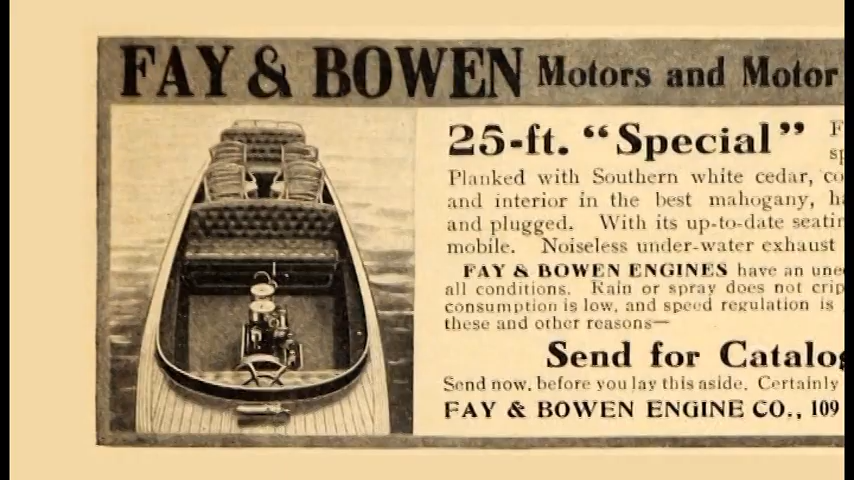 FAY & BOWEN Motors and Motor
25-ft. "Special"
Planked with Southern white cedar,
and interior in the best mahogany,
and plugged. With its up-to-date
mobile. Noiseless under-water exhaust
FAY & BOWEN ENGINES have an
all conditions. Rain or spray does not
consumption is low, and speed regulation is
these and other reasons—
Send for
Send now, before you lay this aside. Certainly
FAY & BOWEN ENGINE CO., 109